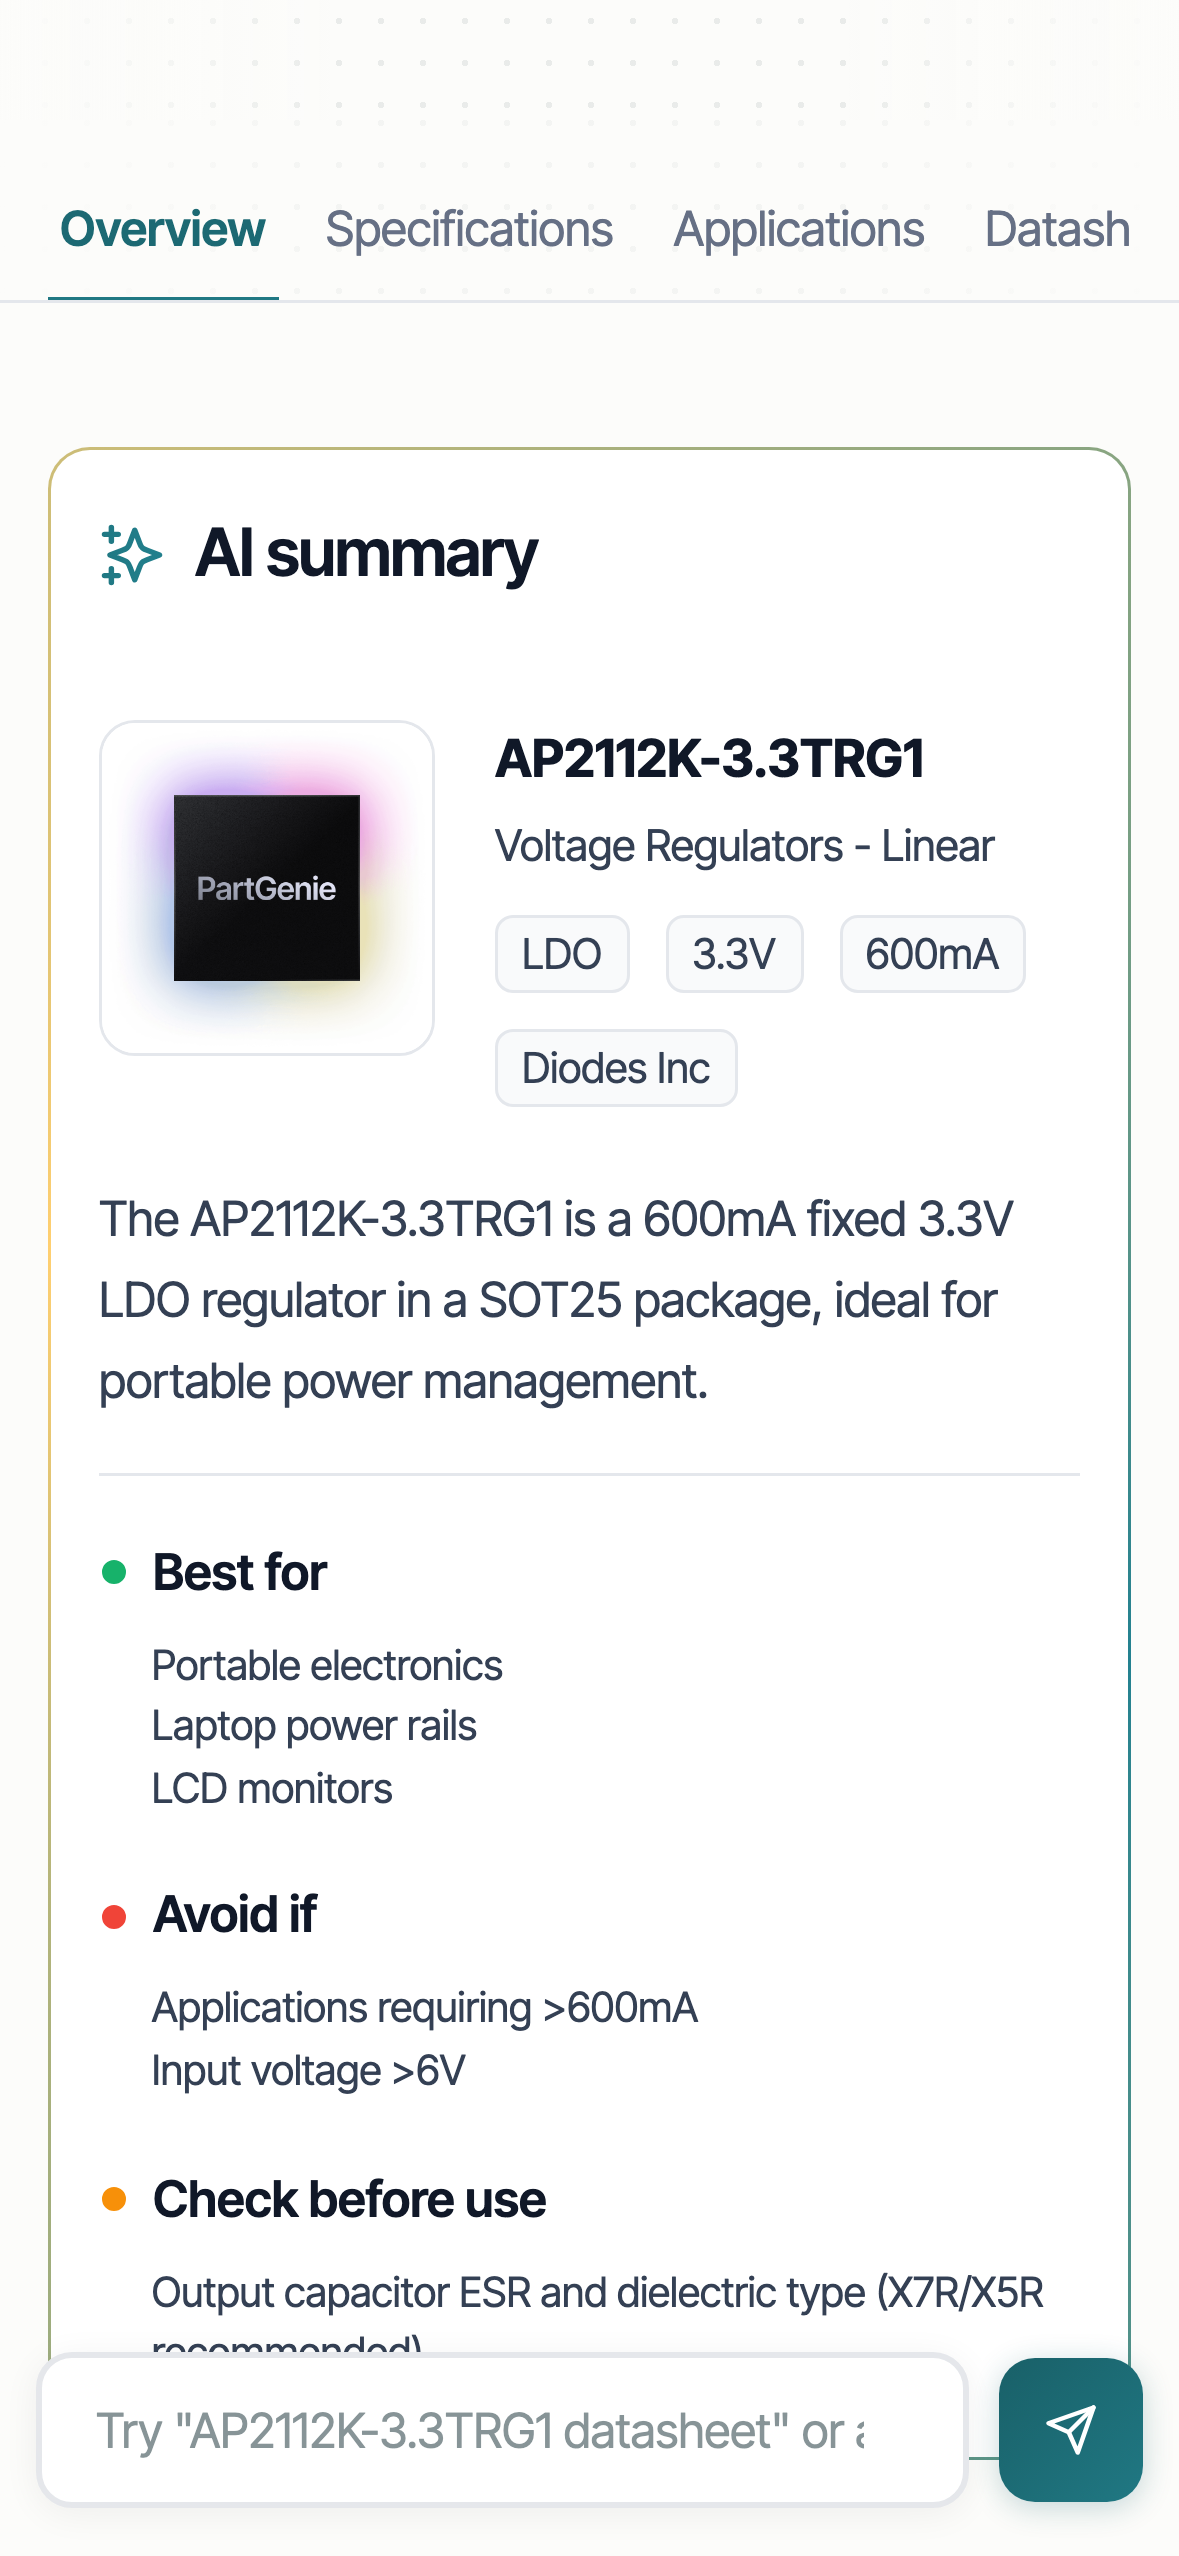 Overview Specifications Applications Datash
AI summary
PartGenie
AP2112K-3.3TRG1
Voltage Regulators - Linear
LDO 3.3V 600mA
Diodes Inc
The AP2112K-3.3TRG1 is a 600mA fixed 3.3V
LDO regulator in a SOT25 package, ideal for
portable power management.
Best for
Portable electronics
Laptop power rails
LCD monitors
Avoid if
Applications requiring >600mA
Input voltage >6V
Check before use
Output capacitor ESR and dielectric type (X7R/X5R
recommended)
Try "AP2112K-3.3TRG1 datasheet" or a